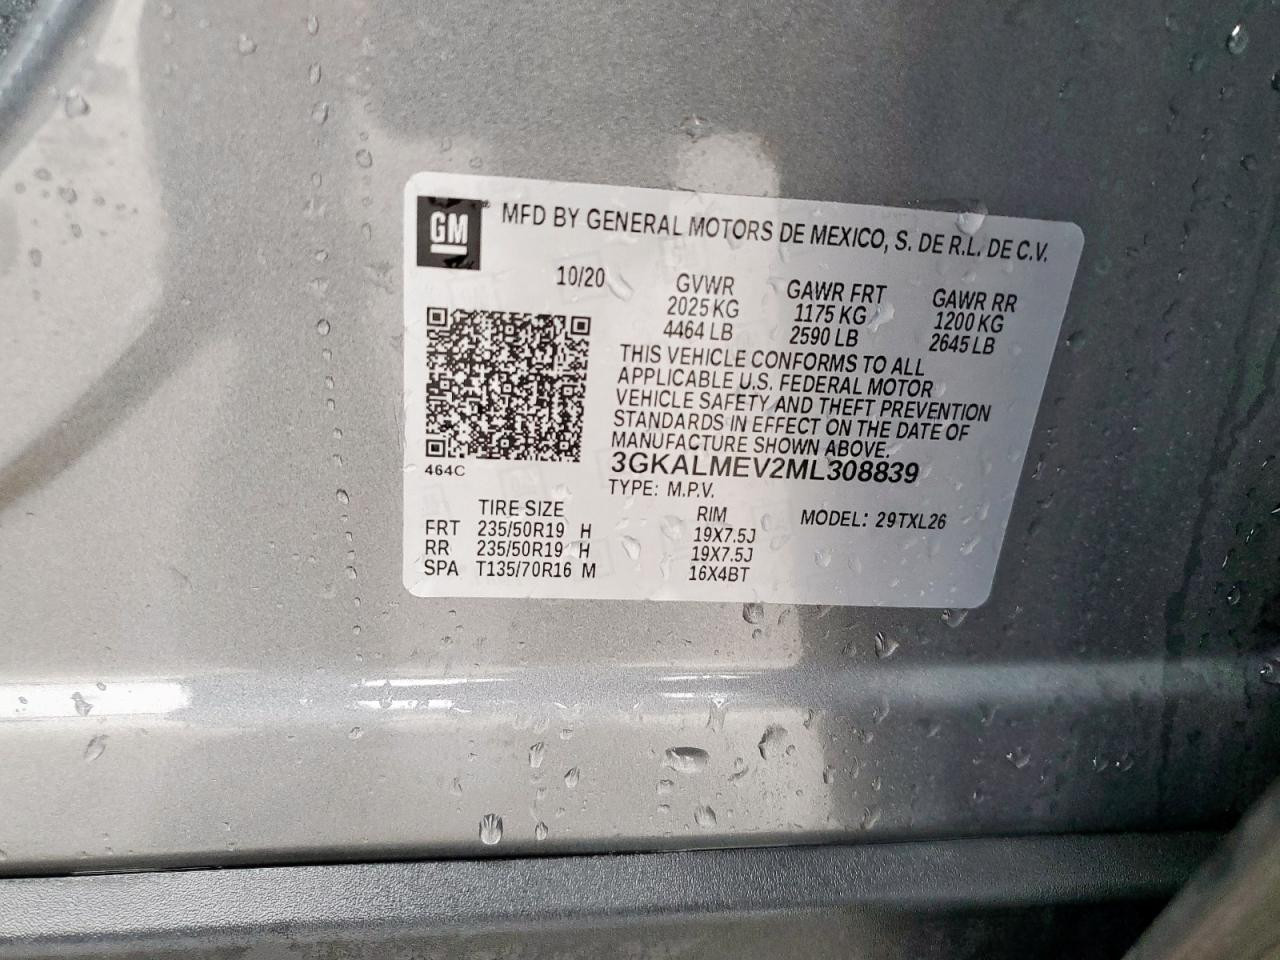 GM
MFD BY GENERAL MOTORS DE MEXICO, S. DE R.L. DE C.V.
10/20 GVWR GAWR FRT GAWR RR
2025 KG 1175 KG 1200 KG
4464 LB 2590 LB 2645 LB
THIS VEHICLE CONFORMS TO ALL
APPLICABLE U.S. FEDERAL MOTOR
VEHICLE SAFETY AND THEFT PREVENTION
STANDARDS IN EFFECT ON THE DATE OF
MANUFACTURE SHOWN ABOVE.
464C
3GKALMEV2ML308839
TYPE: M.P.V.
TIRE SIZE RIM MODEL: 29TXL26
FRT 235/50R19 H 19X7.5J
RR 235/50R19 H 19X7.5J
SPA T135/70R16 M 16X4BT